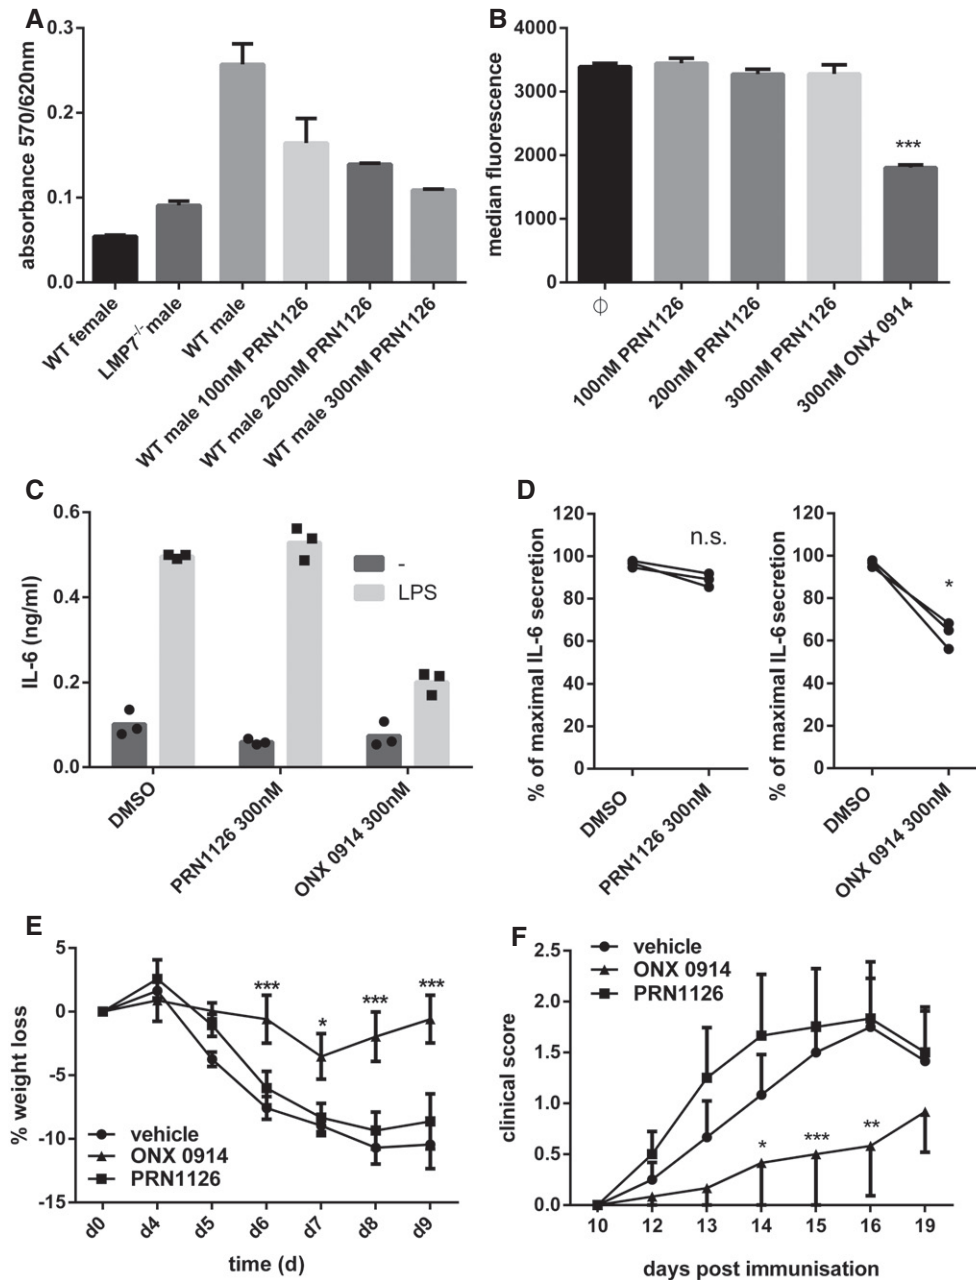 A
absorbance 570/620nm
0.3
0.2
0.1
0.0
WT female
LMP7-/- male
WT male
WT male 100nM PRN1126
WT male 200nM PRN1126
WT male 300nM PRN1126
B
median fluorescence
4000
3000
2000
1000
0
***
ϕ
100nM PRN1126
200nM PRN1126
300nM PRN1126
300nM ONX 0914
C
IL-6 (ng/ml)
0.6
0.4
0.2
0.0
-
LPS
DMSO
PRN1126 300nM
ONX 0914 300nM
D
% of maximal IL-6 secretion
120
100
80
60
40
20
0
n.s.
DMSO
PRN1126 300nM
% of maximal IL-6 secretion
120
100
80
60
40
20
0
*
DMSO
ONX 0914 300nM
E
% weight loss
5
0
-5
-10
-15
***
*
***
***
vehicle
ONX 0914
PRN1126
d0
d4
d5
d6
d7
d8
d9
time (d)
F
clinical score
2.5
2.0
1.5
1.0
0.5
0.0
vehicle
ONX 0914
PRN1126
*
***
**
10
12
13
14
15
16
19
days post immunisation